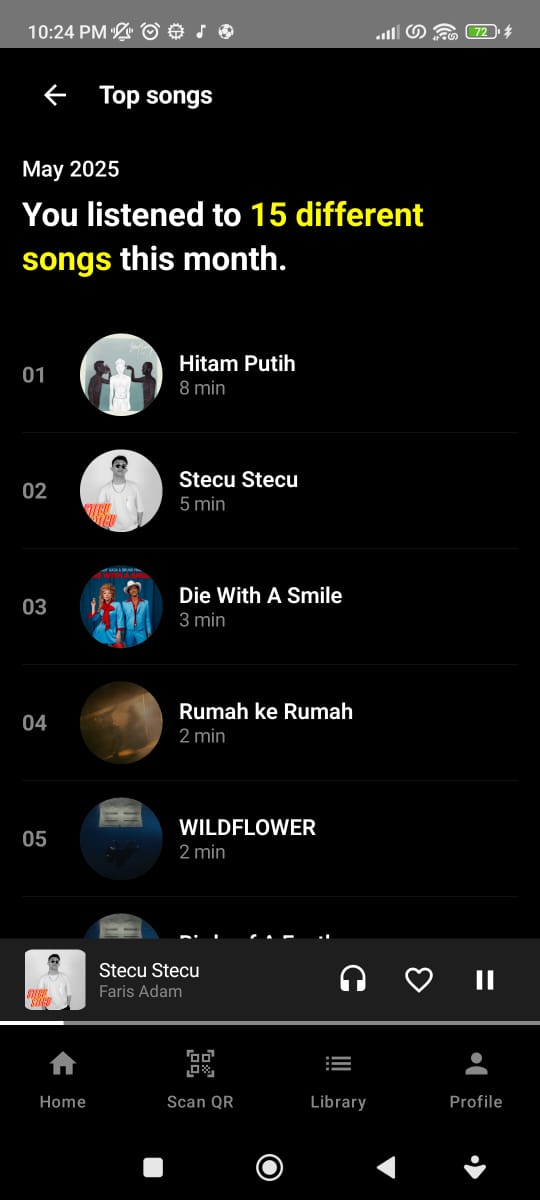 10:24 PM
72
Top songs
May 2025
You listened to 15 different
songs this month.
01
Hitam Putih
8 min
02
Stecu Stecu
5 min
03
Die With A Smile
3 min
04
Rumah ke Rumah
2 min
05
WILDFLOWER
2 min
Stecu Stecu
Faris Adam
Home
Scan QR
Library
Profile